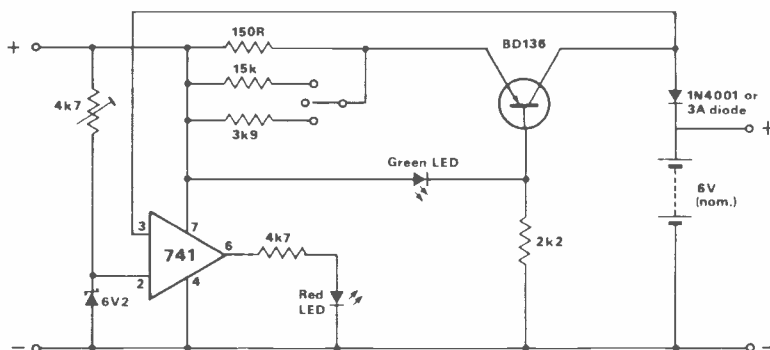 150R
BD136
+
15k
4k7
3k9
1N4001 or
3A diode
+
Green LED
6V
(nom.)
3
7
741
6
4k7
2k2
2
4
6V2
Red
LED
−
−